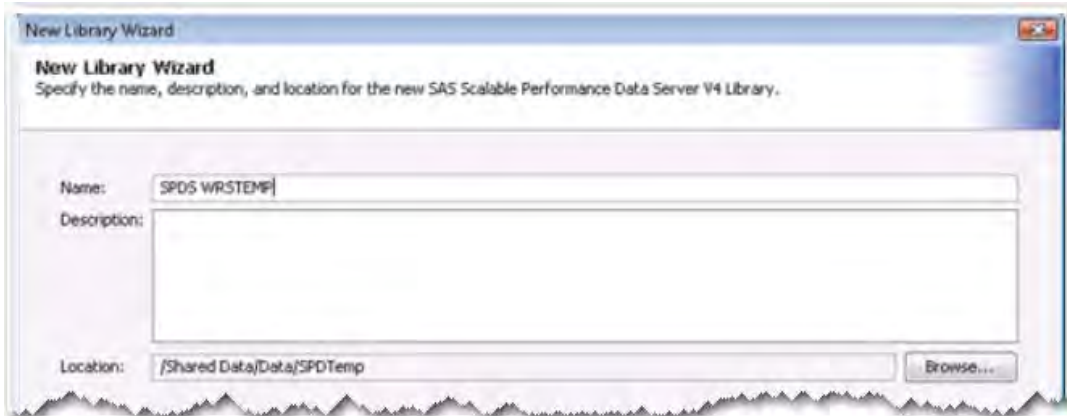 New Library Wizard
New Library Wizard
Specify the name, description, and location for the new SAS Scalable Performance Data Server V4 Library.
Name: SPDS WRSTEMP
Description:
Location: /Shared Data/Data/SPDTemp Browse...